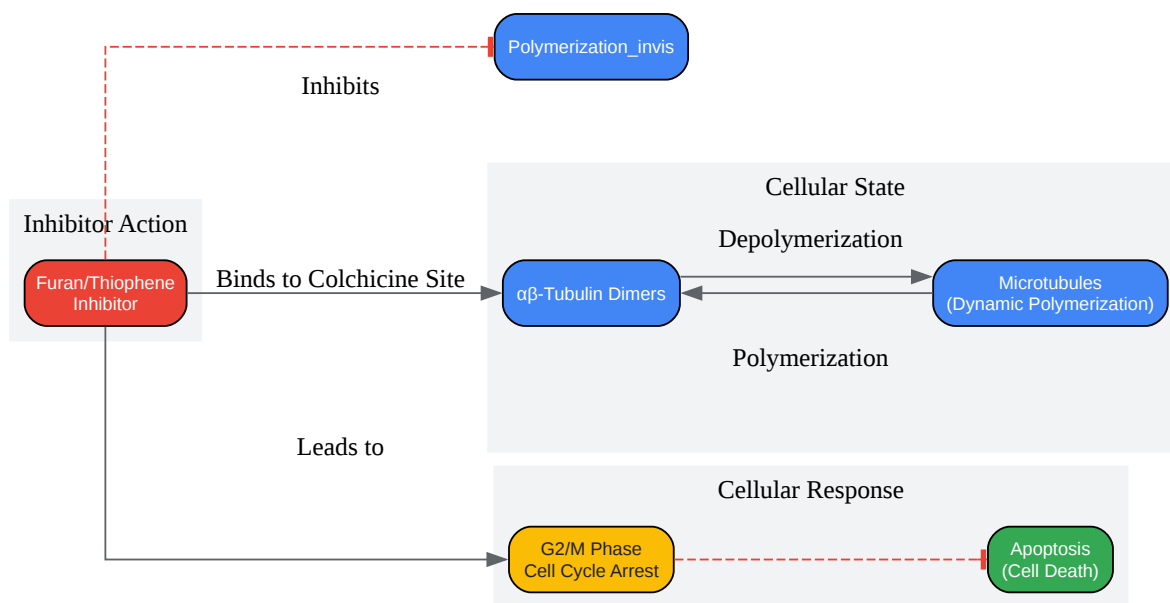 Polymerization_invis
Inhibits
Cellular State
Inhibitor Action
Depolymerization
Binds to Colchicine Site
Furan/Thiophene
Inhibitor
αβ-Tubulin Dimers
Microtubules
(Dynamic Polymerization)
Polymerization
Leads to
Cellular Response
G2/M Phase
Cell Cycle Arrest
Apoptosis
(Cell Death)